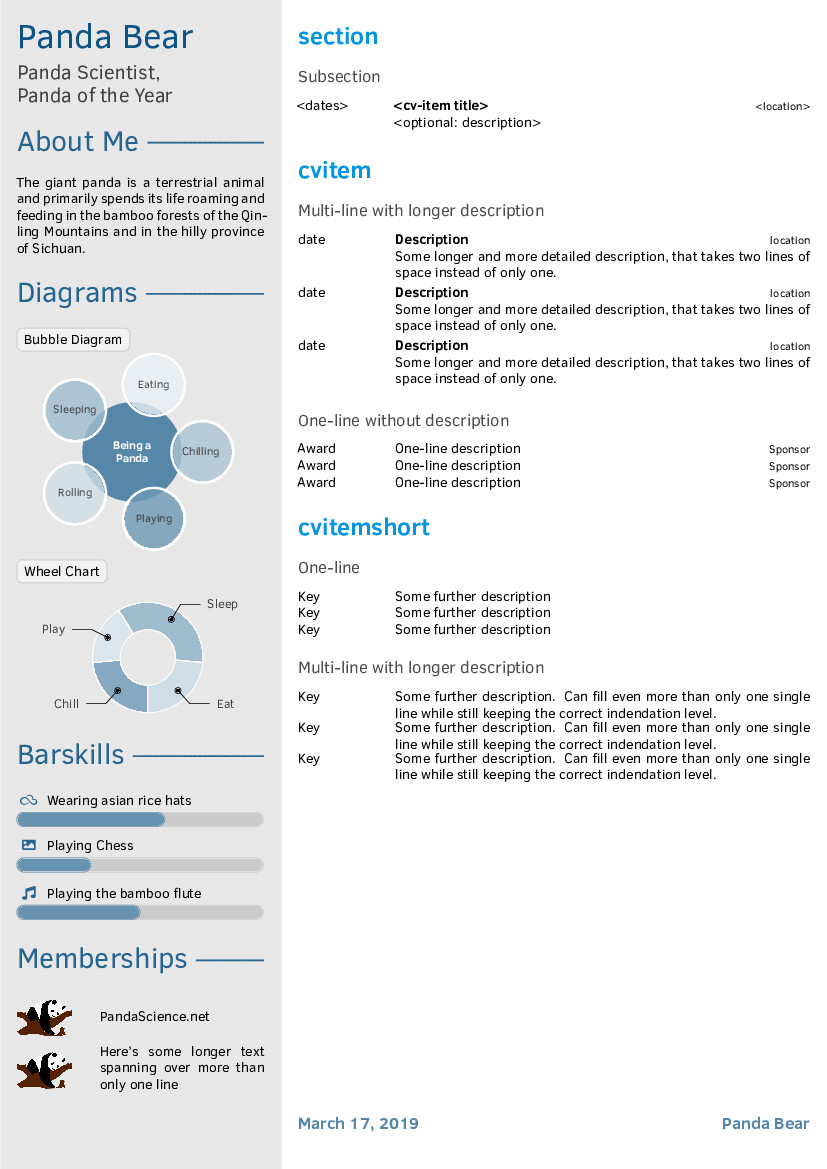 Panda Bear
Panda Scientist,
Panda of the Year
About Me
The giant panda is a terrestrial animal
and primarily spends its life roaming and
feeding in the bamboo forests of the Qin-
ling Mountains and in the hilly province
of Sichuan.
Diagrams
Bubble Diagram
Eating
Sleeping
Being a
Panda
Chilling
Rolling
Playing
Wheel Chart
Sleep
Play
Chill
Eat
Barskills
Wearing asian rice hats
Playing Chess
Playing the bamboo flute
Memberships
PandaScience.net
Here's some longer text
spanning over more than
only one line
section
Subsection
<dates> <cv-item title> <location>
<optional: description>
cvitem
Multi-line with longer description
date Description location
Some longer and more detailed description, that takes two lines of
space instead of only one.
date Description location
Some longer and more detailed description, that takes two lines of
space instead of only one.
date Description location
Some longer and more detailed description, that takes two lines of
space instead of only one.
One-line without description
Award One-line description Sponsor
Award One-line description Sponsor
Award One-line description Sponsor
cvitemshort
One-line
Key Some further description
Key Some further description
Key Some further description
Multi-line with longer description
Key Some further description. Can fill even more than only one single
line while still keeping the correct indendation level.
Key Some further description. Can fill even more than only one single
line while still keeping the correct indendation level.
Key Some further description. Can fill even more than only one single
line while still keeping the correct indendation level.
March 17, 2019 Panda Bear